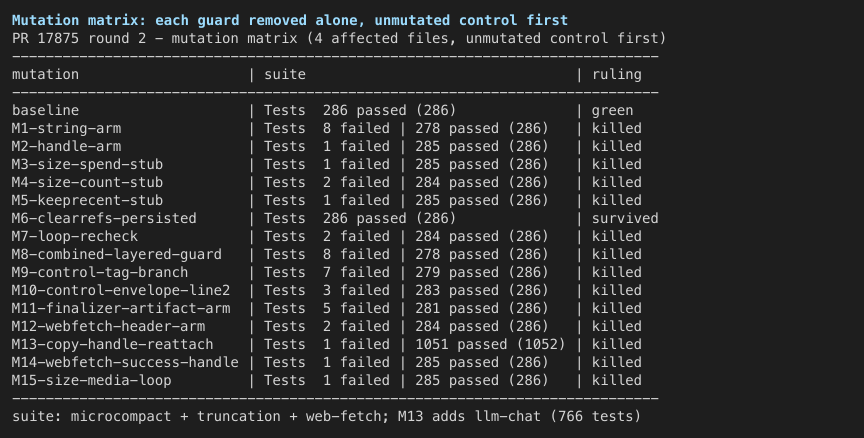 Mutation matrix: each guard removed alone, unmutated control first
PR 17875 round 2 – mutation matrix (4 affected files, unmutated control first)
mutation | suite | ruling
baseline | Tests 286 passed (286) | green
M1-string-arm | Tests 8 failed | 278 passed (286) | killed
M2-handle-arm | Tests 1 failed | 285 passed (286) | killed
M3-size-spend-stub | Tests 1 failed | 285 passed (286) | killed
M4-size-count-stub | Tests 2 failed | 284 passed (286) | killed
M5-keeprecent-stub | Tests 1 failed | 285 passed (286) | killed
M6-clearrefs-persisted | Tests 286 passed (286) | survived
M7-loop-recheck | Tests 2 failed | 284 passed (286) | killed
M8-combined-layered-guard | Tests 8 failed | 278 passed (286) | killed
M9-control-tag-branch | Tests 7 failed | 279 passed (286) | killed
M10-control-envelope-line2 | Tests 3 failed | 283 passed (286) | killed
M11-finalizer-artifact-arm | Tests 5 failed | 281 passed (286) | killed
M12-webfetch-header-arm | Tests 2 failed | 284 passed (286) | killed
M13-copy-handle-reattach | Tests 1 failed | 1051 passed (1052) | killed
M14-webfetch-success-handle | Tests 1 failed | 285 passed (286) | killed
M15-size-media-loop | Tests 1 failed | 285 passed (286) | killed
suite: microcompact + truncation + web-fetch; M13 adds llm-chat (766 tests)